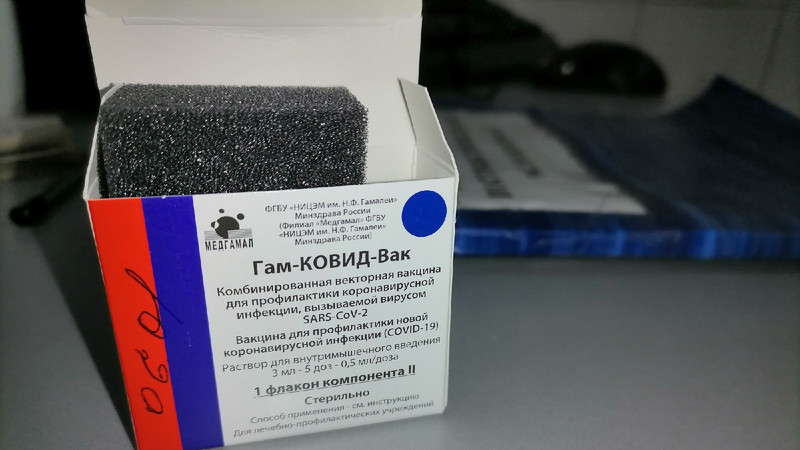 МЕДГАМАЛ
ФГБУ «НИЦЭМ им. Н.Ф. Гамалеи»
Минздрава России
(Филиал «Медгамал» ФГБУ
«НИЦЭМ им. Н.Ф. Гамалеи»
Минздрава России)
Гам-КОВИД-Вак
Комбинированная векторная вакцина
для профилактики коронавирусной
инфекции, вызываемой вирусом
SARS-CoV-2
Вакцина для профилактики новой
коронавирусной инфекции (COVID-19)
Раствор для внутримышечного введения
3 мл - 5 доз - 0,5 мл/доза
1 флакон компонента II
Стерильно
Способ применения - см. инструкцию
Для лечебно-профилактических учреждений